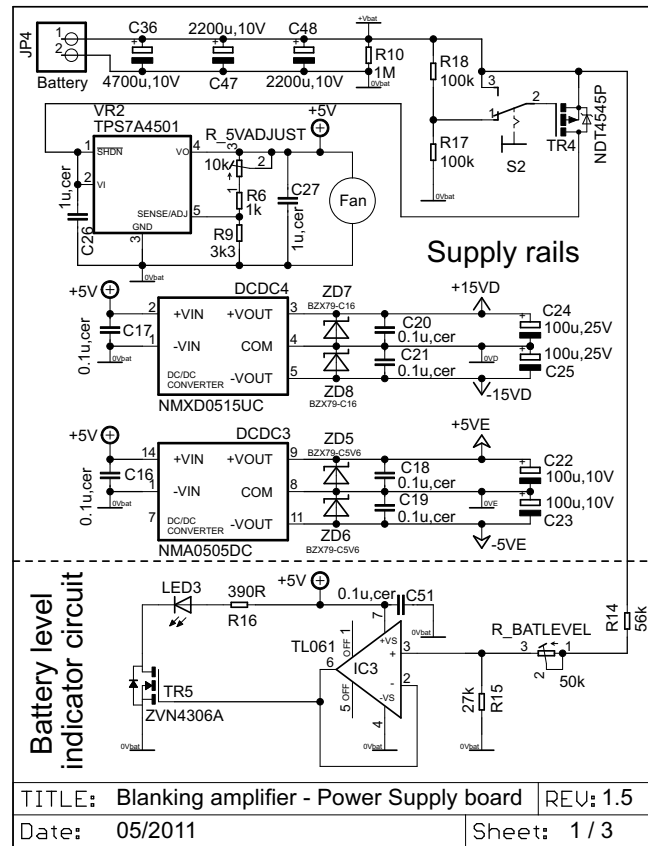 JP4
1
2
Battery
C36
4700u,10V
2200u,10V
C47
C48
2200u,10V
+Vbat
R10
1M
0Vbat
R18
100k
R17
100k
0Vbat
3
1
2
S2
TR4
NDT4545P
VR2
TPS7A4501
1
SHDN
2
VI
VO
4
SENSE/ADJ
5
GND
3
1u,cer
C26
0Vbat
R_5VADJUST
10k
3
2
1
R6
1k
R9
3k3
+5V
C27
1u,cer
Fan
Supply rails
+5V
C17
0.1u,cer
0Vbat
DCDC4
2
+VIN
+VOUT
3
1
-VIN
COM
4
DC/DC
CONVERTER
-VOUT
5
NMXD0515UC
ZD7
BZX79-C16
ZD8
BZX79-C16
C20
0.1u,cer
C21
0.1u,cer
+15VD
0VD
-15VD
C24
100u,25V
100u,25V
C25
+5V
C16
0.1u,cer
0Vbat
DCDC3
14
+VIN
+VOUT
9
1
-VIN
COM
8
7
DC/DC
CONVERTER
-VOUT
11
NMA0505DC
ZD5
BZX79-C5V6
ZD6
BZX79-C5V6
C18
0.1u,cer
C19
0.1u,cer
+5VE
0VE
-5VE
C22
100u,10V
100u,10V
C23
Battery level
indicator circuit
LED3
390R
R16
+5V
0.1u,cer
C51
0Vbat
TL061
IC3
OFF
1
7
+VS
+
3
6
-
2
5
OFF
-VS
4
0Vbat
TR5
ZVN4306A
0Vbat
R_BATLEVEL
3
1
2
50k
R14
56k
27k
R15
0Vbat
TITLE: Blanking amplifier - Power Supply board
REV: 1.5
Date: 05/2011
Sheet: 1 / 3